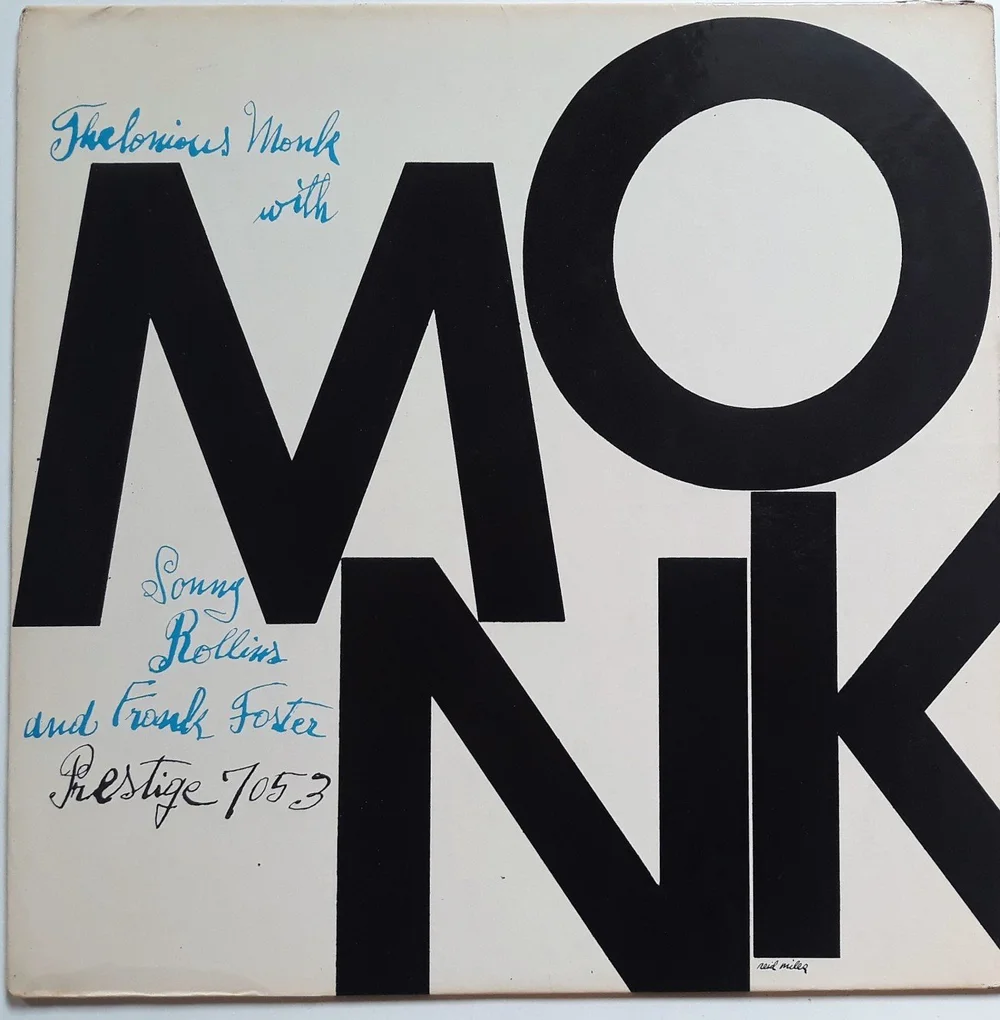 Thelonious Monk
with
MO
NK
Sonny
Rollins
and Frank Foster
Prestige 7053
reid miles